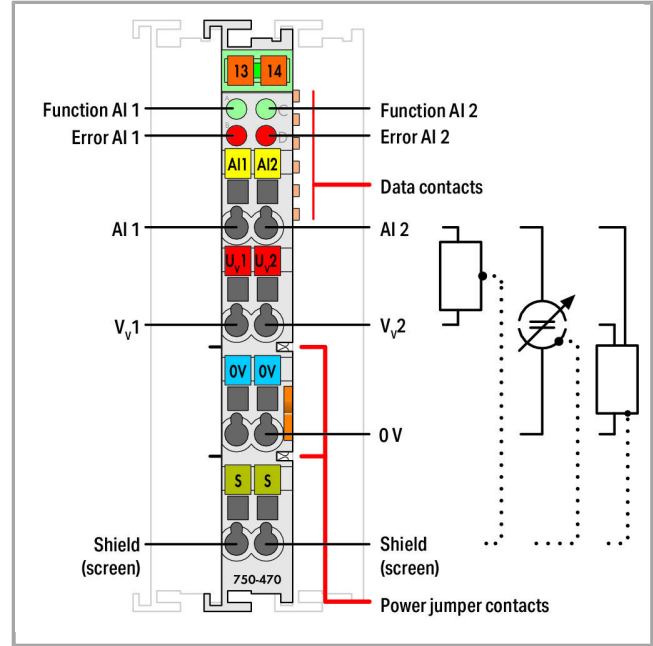 13 14
Function AI 1
A
C
Function AI 2
Error AI 1
B
D
Error AI 2
AI1 AI2
Data contacts
AI 1
AI 2
UV1 UV2
VV1
VV2
0V 0V
0 V
S S
Shield
(screen)
Shield
(screen)
750-470
Power jumper contacts